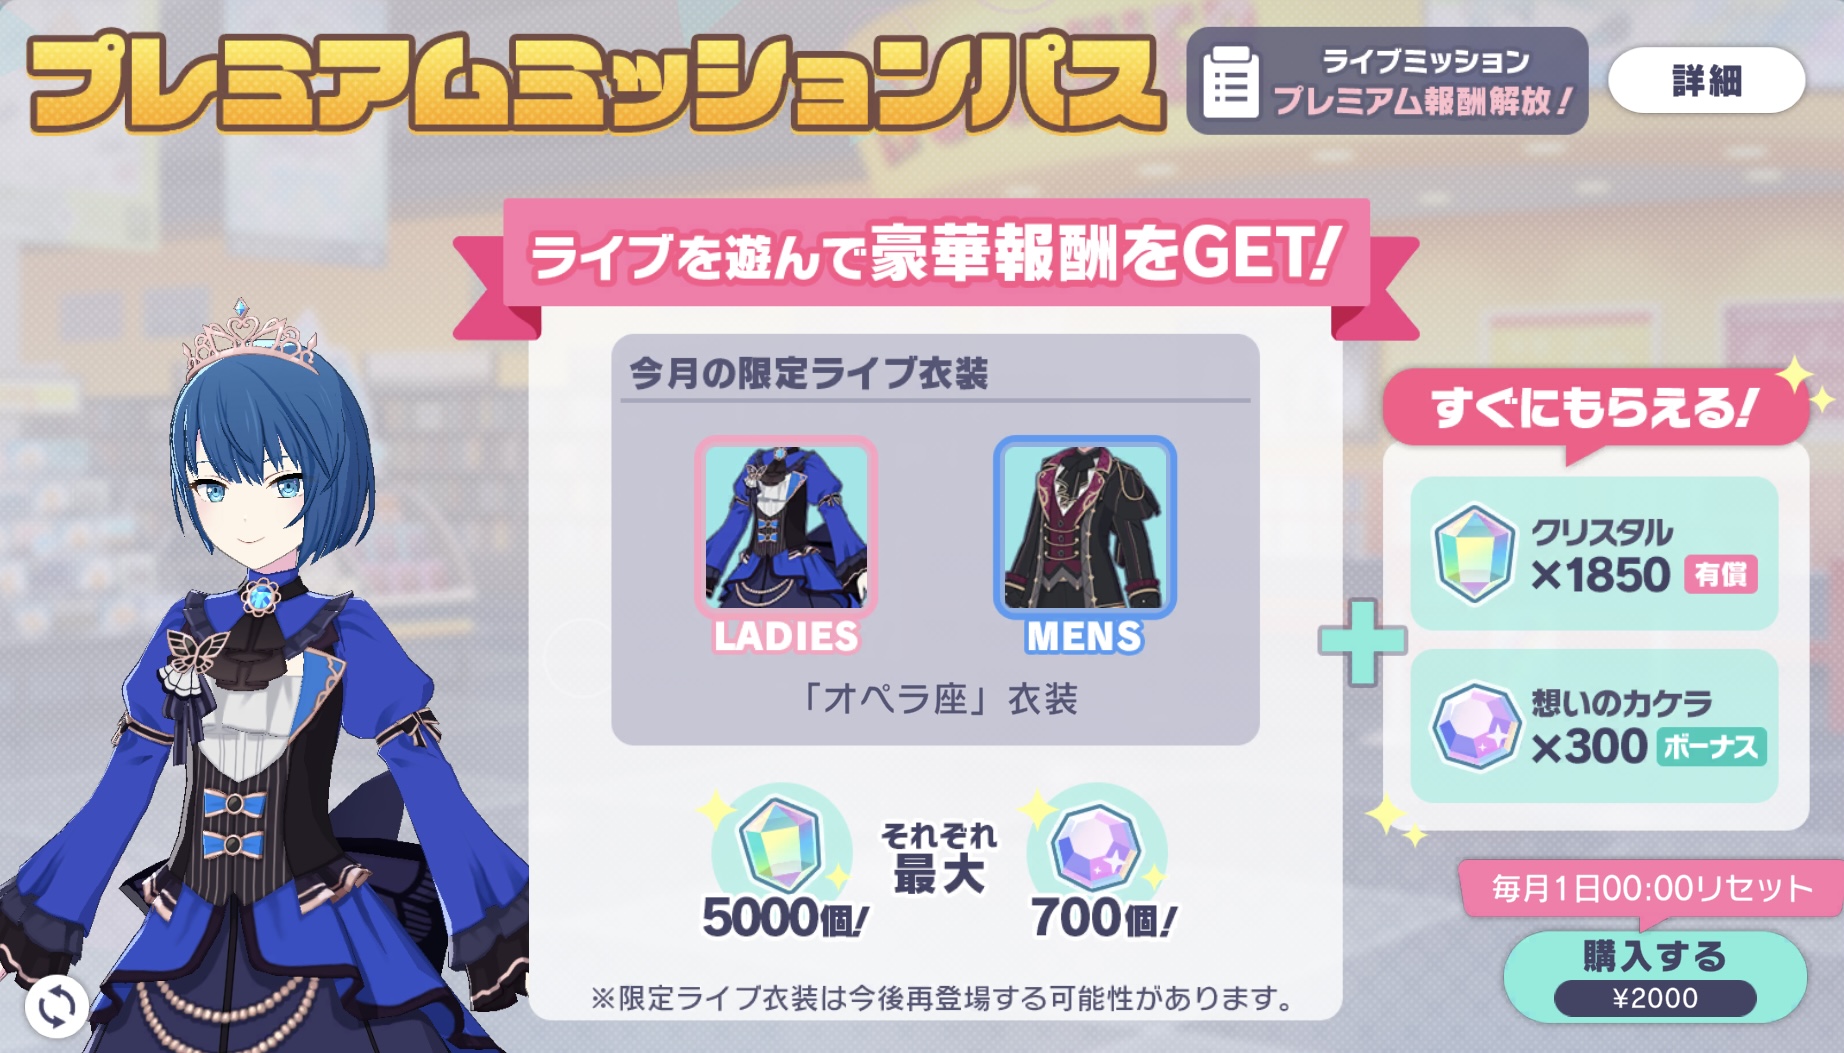 プレミアムミッションパス
ライブミッション
プレミアム報酬解放！
詳細
ライブを遊んで豪華報酬をGET！
今月の限定ライブ衣装
LADIES
MENS
「オペラ座」衣装
それぞれ
最大
5000個！
700個！
※限定ライブ衣装は今後再登場する可能性があります。
すぐにもらえる！
クリスタル
×1850 有償
想いのカケラ
×300 ボーナス
毎月1日00:00リセット
購入する
¥2000